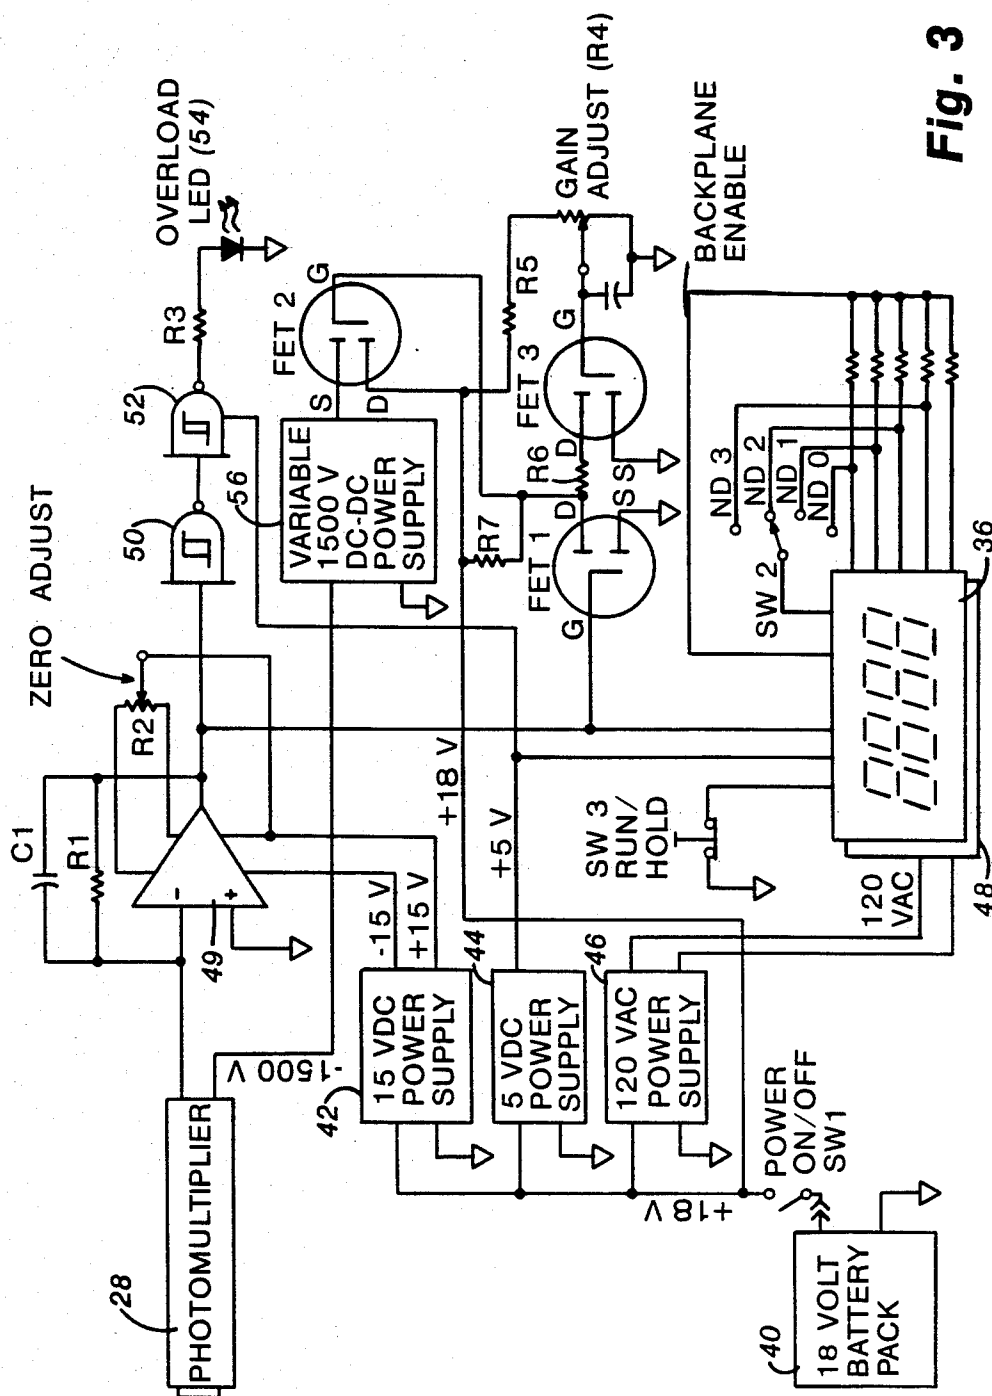 28
PHOTOMULTIPLIER
-1500 V
C1
R1
49
-
+
ZERO ADJUST
R2
50
52
R3
OVERLOAD
LED (54)
56
VARIABLE
1500 V
DC-DC
POWER
SUPPLY
FET 2
S
D
G
-15 V
+15 V
42
15 VDC
POWER
SUPPLY
+18 V
+5 V
44
5 VDC
POWER
SUPPLY
46
120 VAC
POWER
SUPPLY
+18 V
R7
R6
R5
FET 1
G
D
S
FET 3
D
S
G
GAIN
ADJUST (R4)
SW 3
RUN/
HOLD
BACKPLANE
ENABLE
SW 2
ND 3
ND 2
ND 1
ND 0
POWER
ON/OFF
SW1
40
18 VOLT
BATTERY
PACK
120
VAC
48
36
Fig. 3